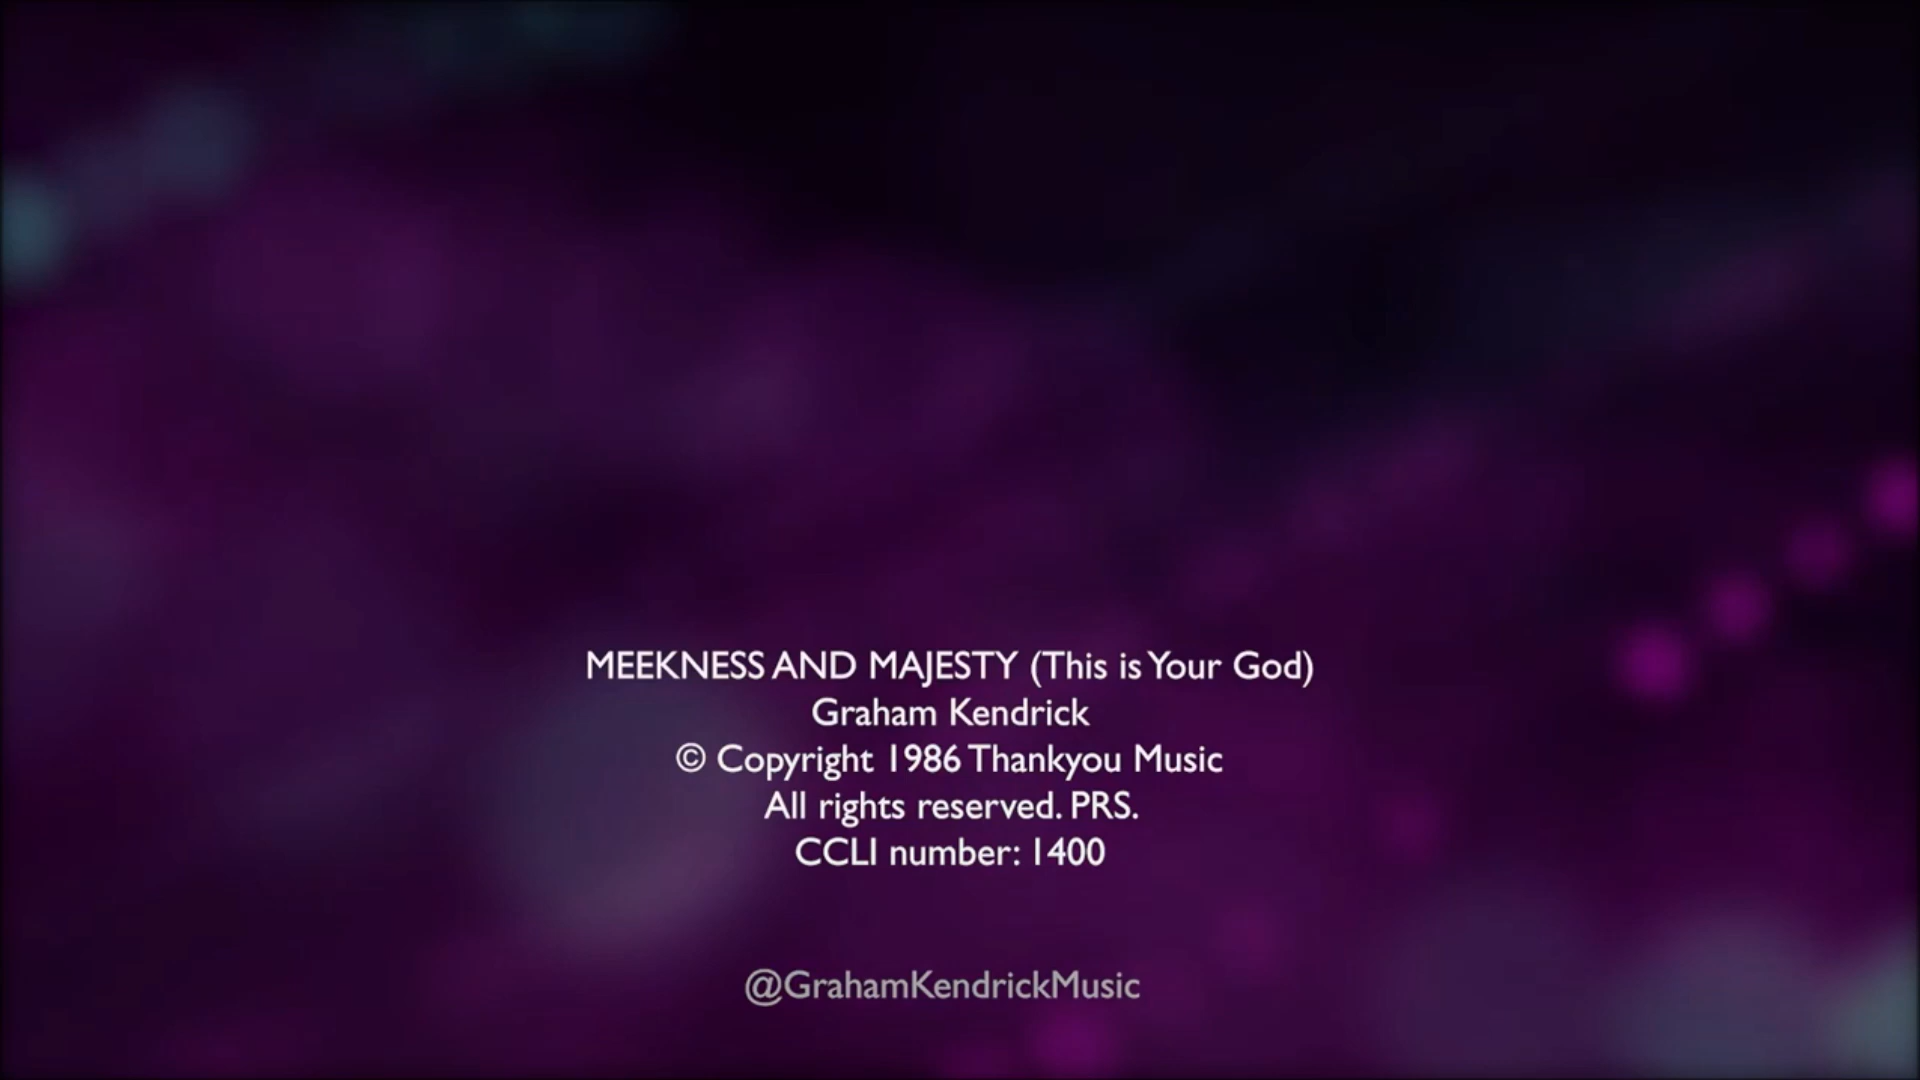 MEEKNESS AND MAJESTY (This is Your God)
Graham Kendrick
© Copyright 1986 Thankyou Music
All rights reserved. PRS.
CCLI number: 1400
@GrahamKendrickMusic